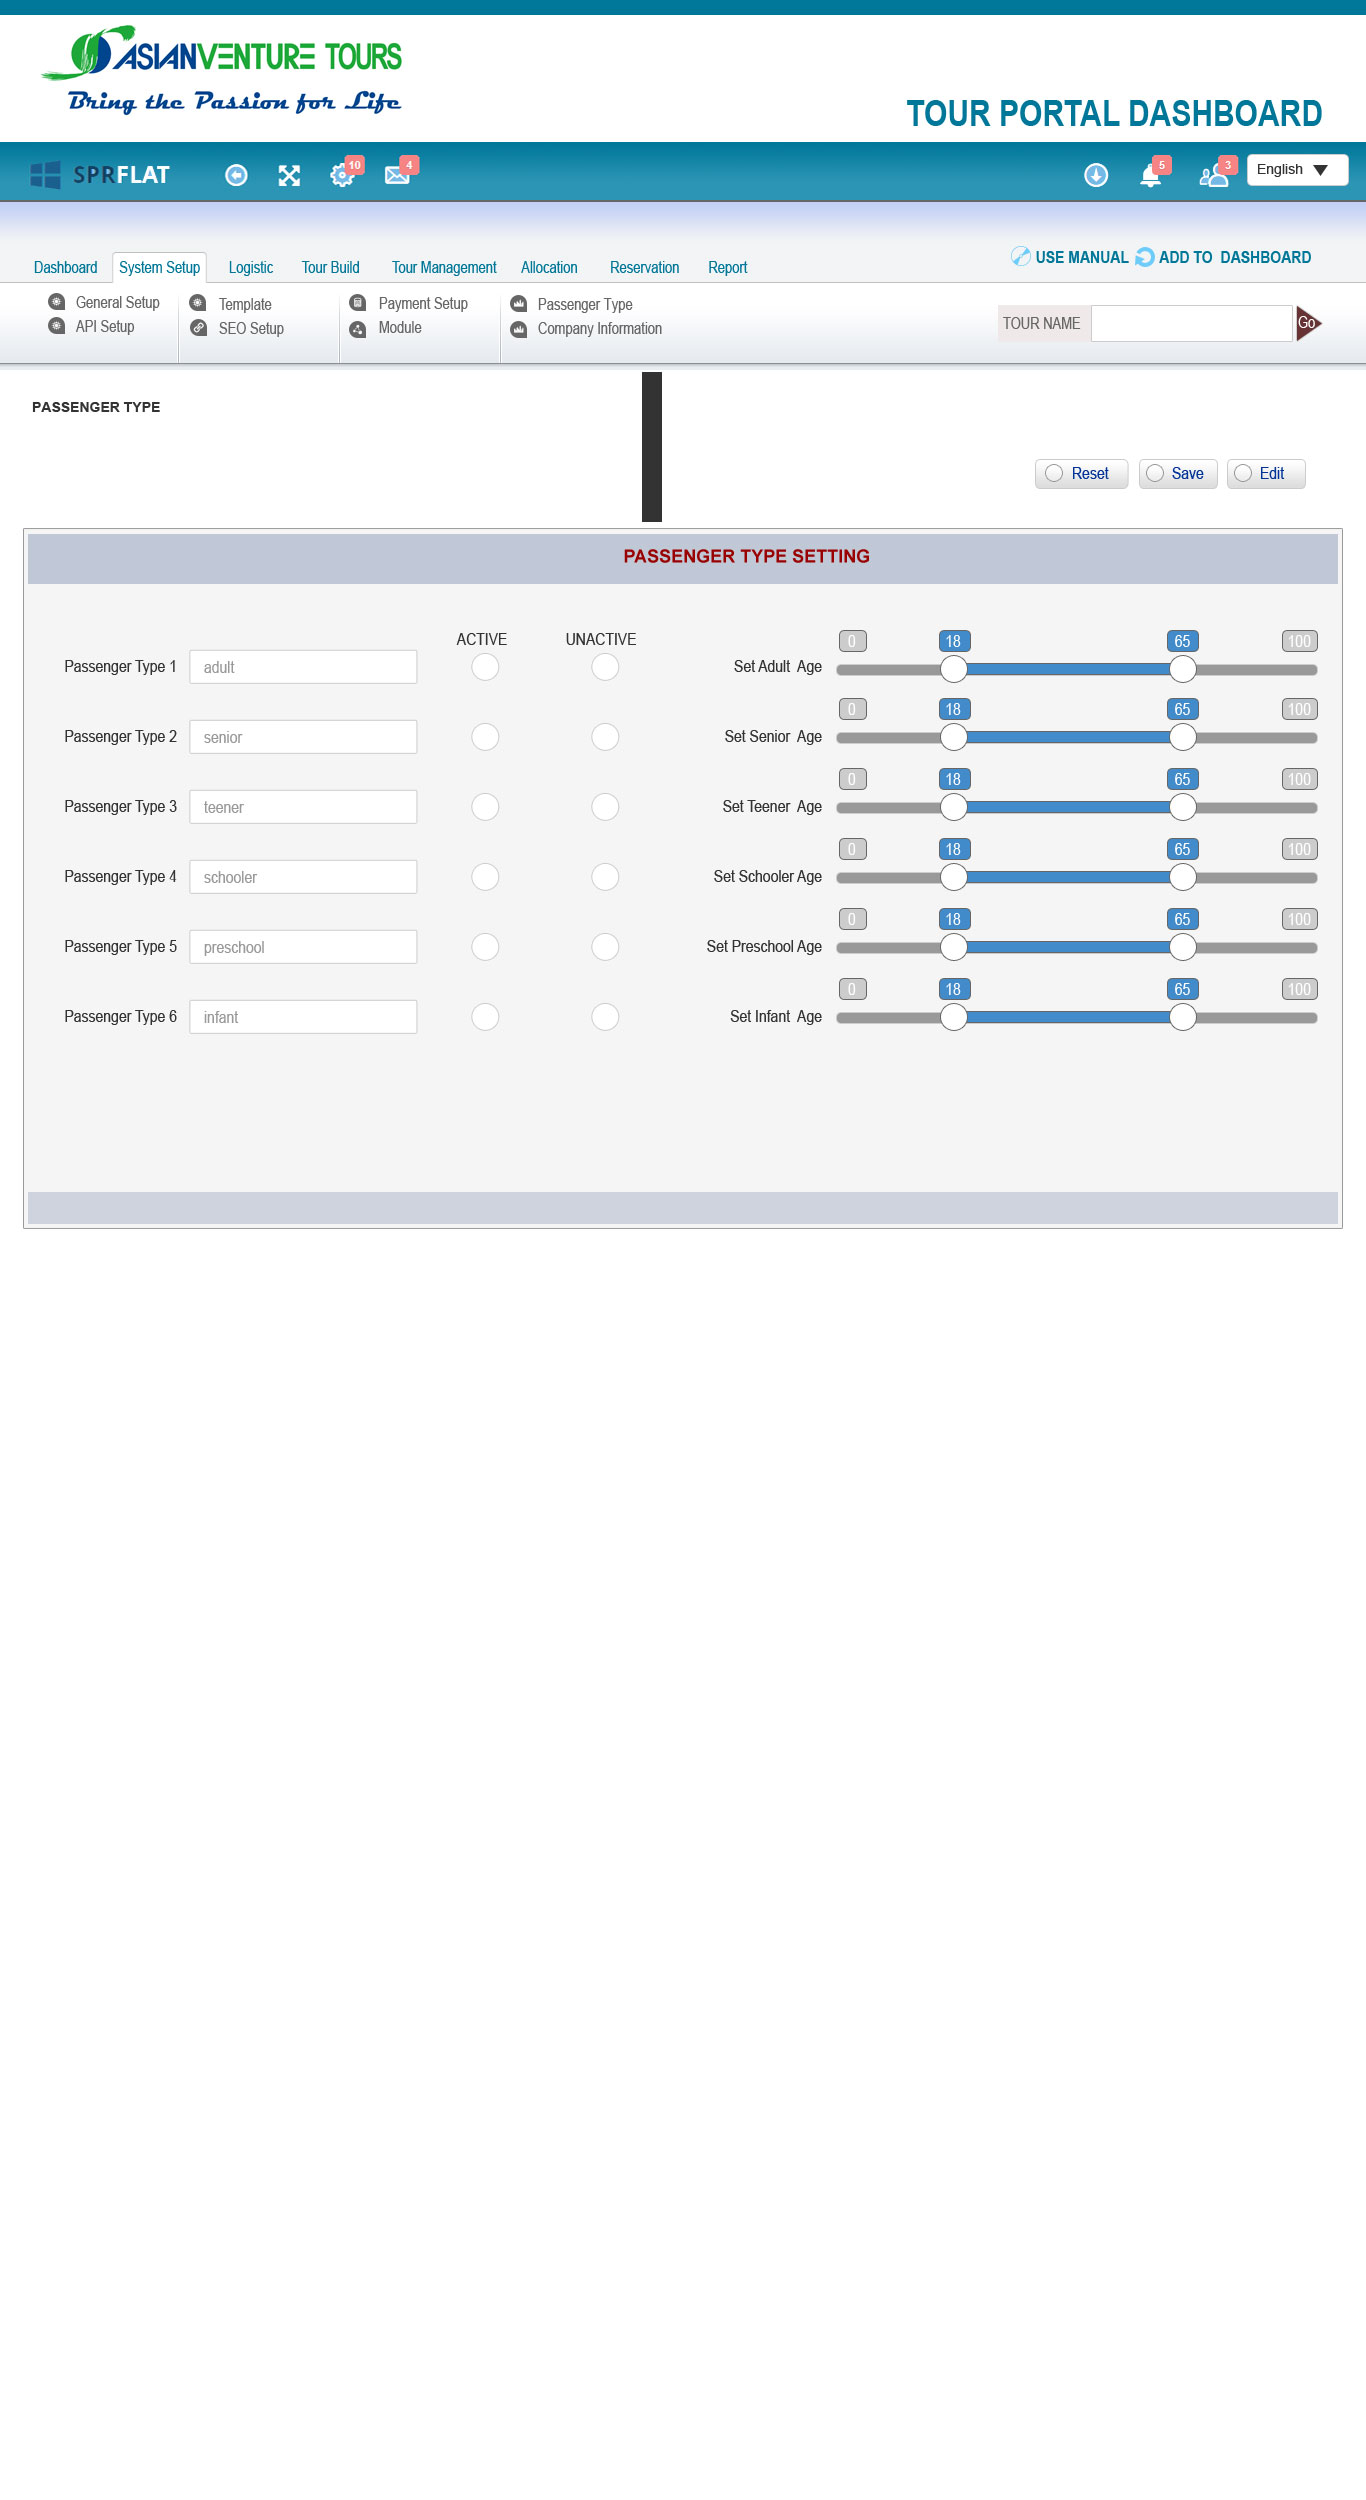 ASIANVENTURE TOURS
Bring the Passion for Life
TOUR PORTAL DASHBOARD
SPRFLAT 10 4 5 3 English
USE MANUAL ADD TO DASHBOARD
Dashboard System Setup Logistic Tour Build Tour Management Allocation Reservation Report
General Setup Template Payment Setup Passenger Type
API Setup SEO Setup Module Company Information
TOUR NAME Go
PASSENGER TYPE
Reset Save Edit
PASSENGER TYPE SETTING
ACTIVE UNACTIVE 0 18 65 100
Passenger Type 1 adult Set Adult Age
0 18 65 100
Passenger Type 2 senior Set Senior Age
0 18 65 100
Passenger Type 3 teener Set Teener Age
0 18 65 100
Passenger Type 4 schooler Set Schooler Age
0 18 65 100
Passenger Type 5 preschool Set Preschool Age
0 18 65 100
Passenger Type 6 infant Set Infant Age